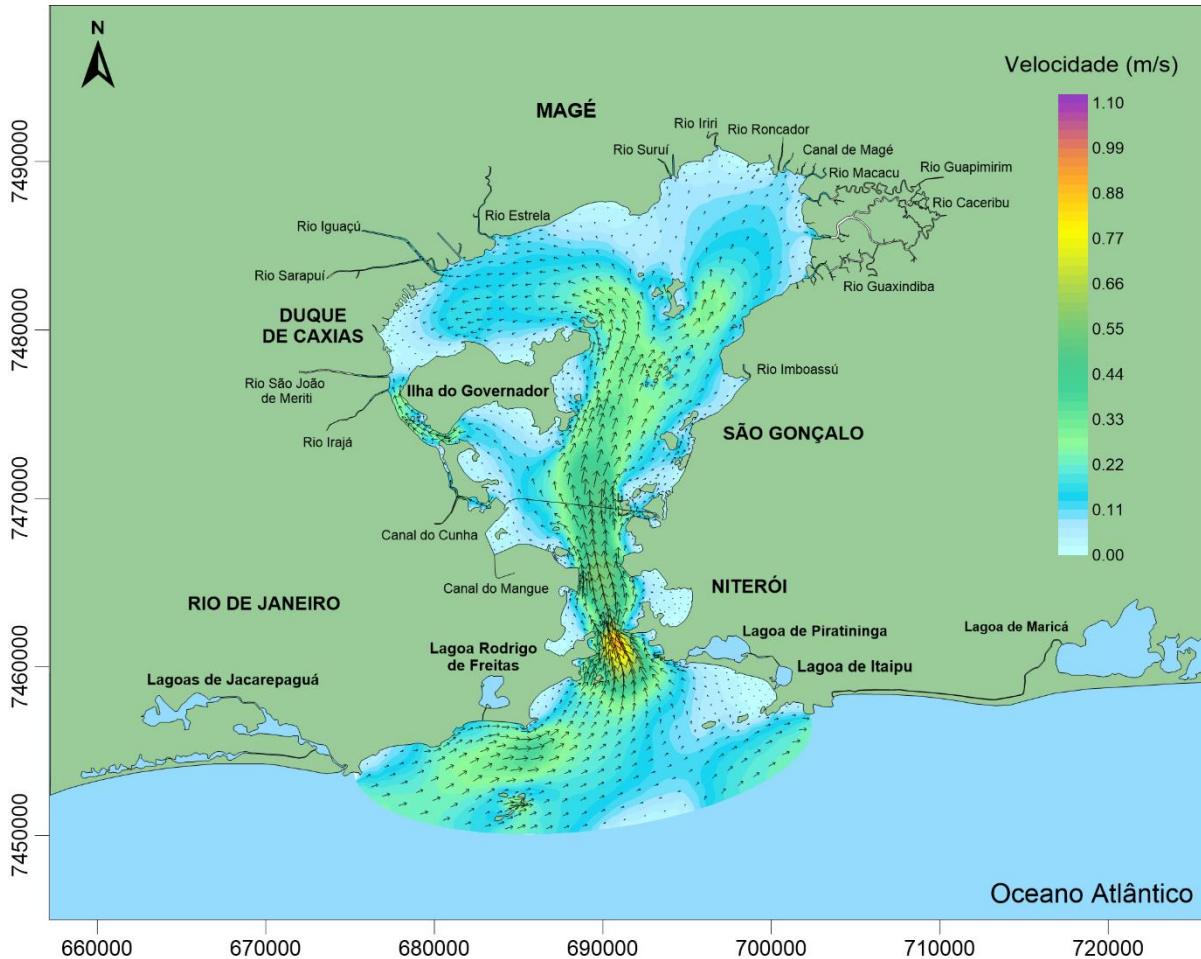 N
Velocidade (m/s)
1.10
0.99
0.88
0.77
0.66
0.55
0.44
0.33
0.22
0.11
0.00
MAGÉ
Rio Iriri
Rio Roncador
Rio Suruí
Canal de Magé
Rio Macacu
Rio Guapimirim
Rio Caceribu
Rio Estrela
Rio Iguaçú
Rio Sarapuí
Rio Guaxindiba
DUQUE
DE CAXIAS
Rio São João
de Meriti
Ilha do Governador
Rio Imboassú
Rio Irajá
SÃO GONÇALO
Canal do Cunha
Canal do Mangue
NITERÓI
RIO DE JANEIRO
Lagoa Rodrigo
de Freitas
Lagoa de Piratininga
Lagoa de Maricá
Lagoa de Itaipu
Lagoas de Jacarepaguá
Oceano Atlântico
7490000
7480000
7470000
7460000
7450000
660000
670000
680000
690000
700000
710000
720000